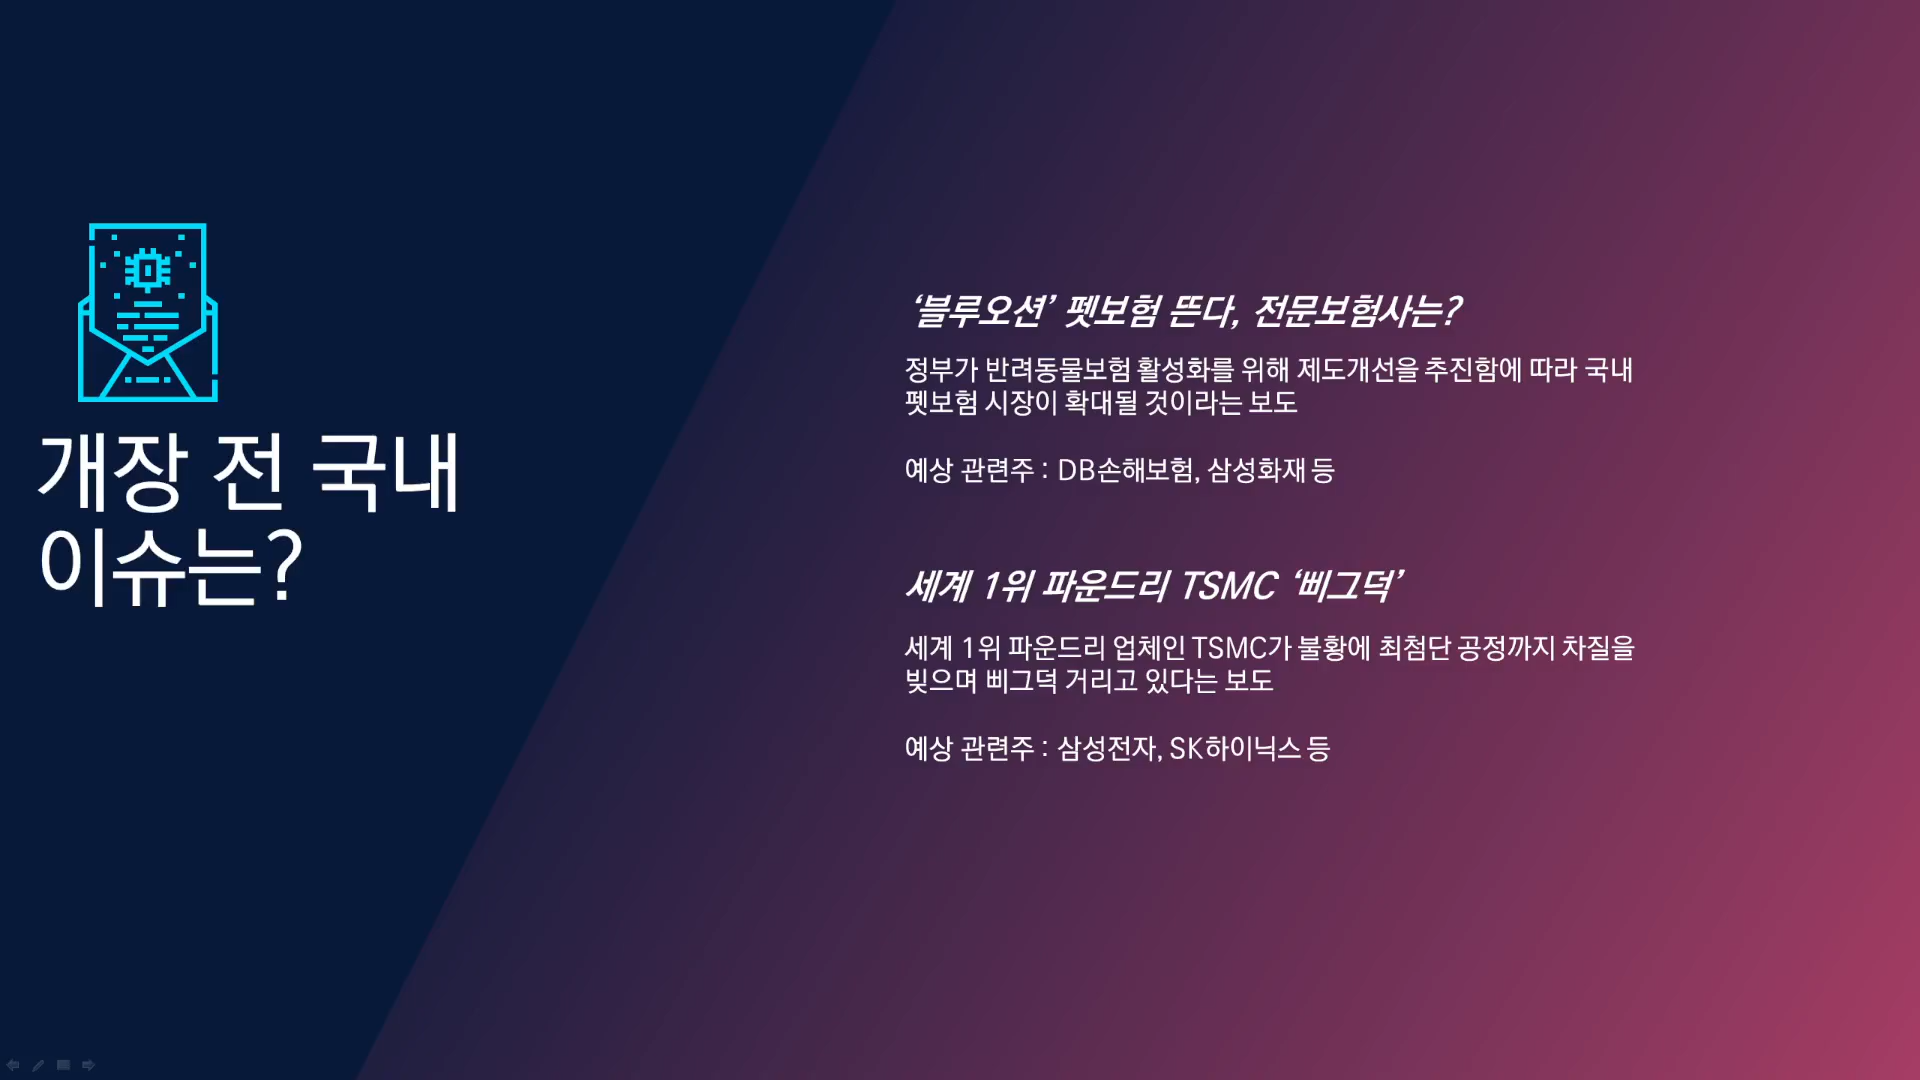 개장 전 국내
이슈는?
‘블루오션’ 펫보험 뜬다, 전문보험사는?
정부가 반려동물보험 활성화를 위해 제도개선을 추진함에 따라 국내
펫보험 시장이 확대될 것이라는 보도
예상 관련주 : DB손해보험, 삼성화재 등
세계 1위 파운드리 TSMC ‘삐그덕’
세계 1위 파운드리 업체인 TSMC가 불황에 최첨단 공정까지 차질을
빚으며 삐그덕 거리고 있다는 보도
예상 관련주 : 삼성전자, SK하이닉스 등